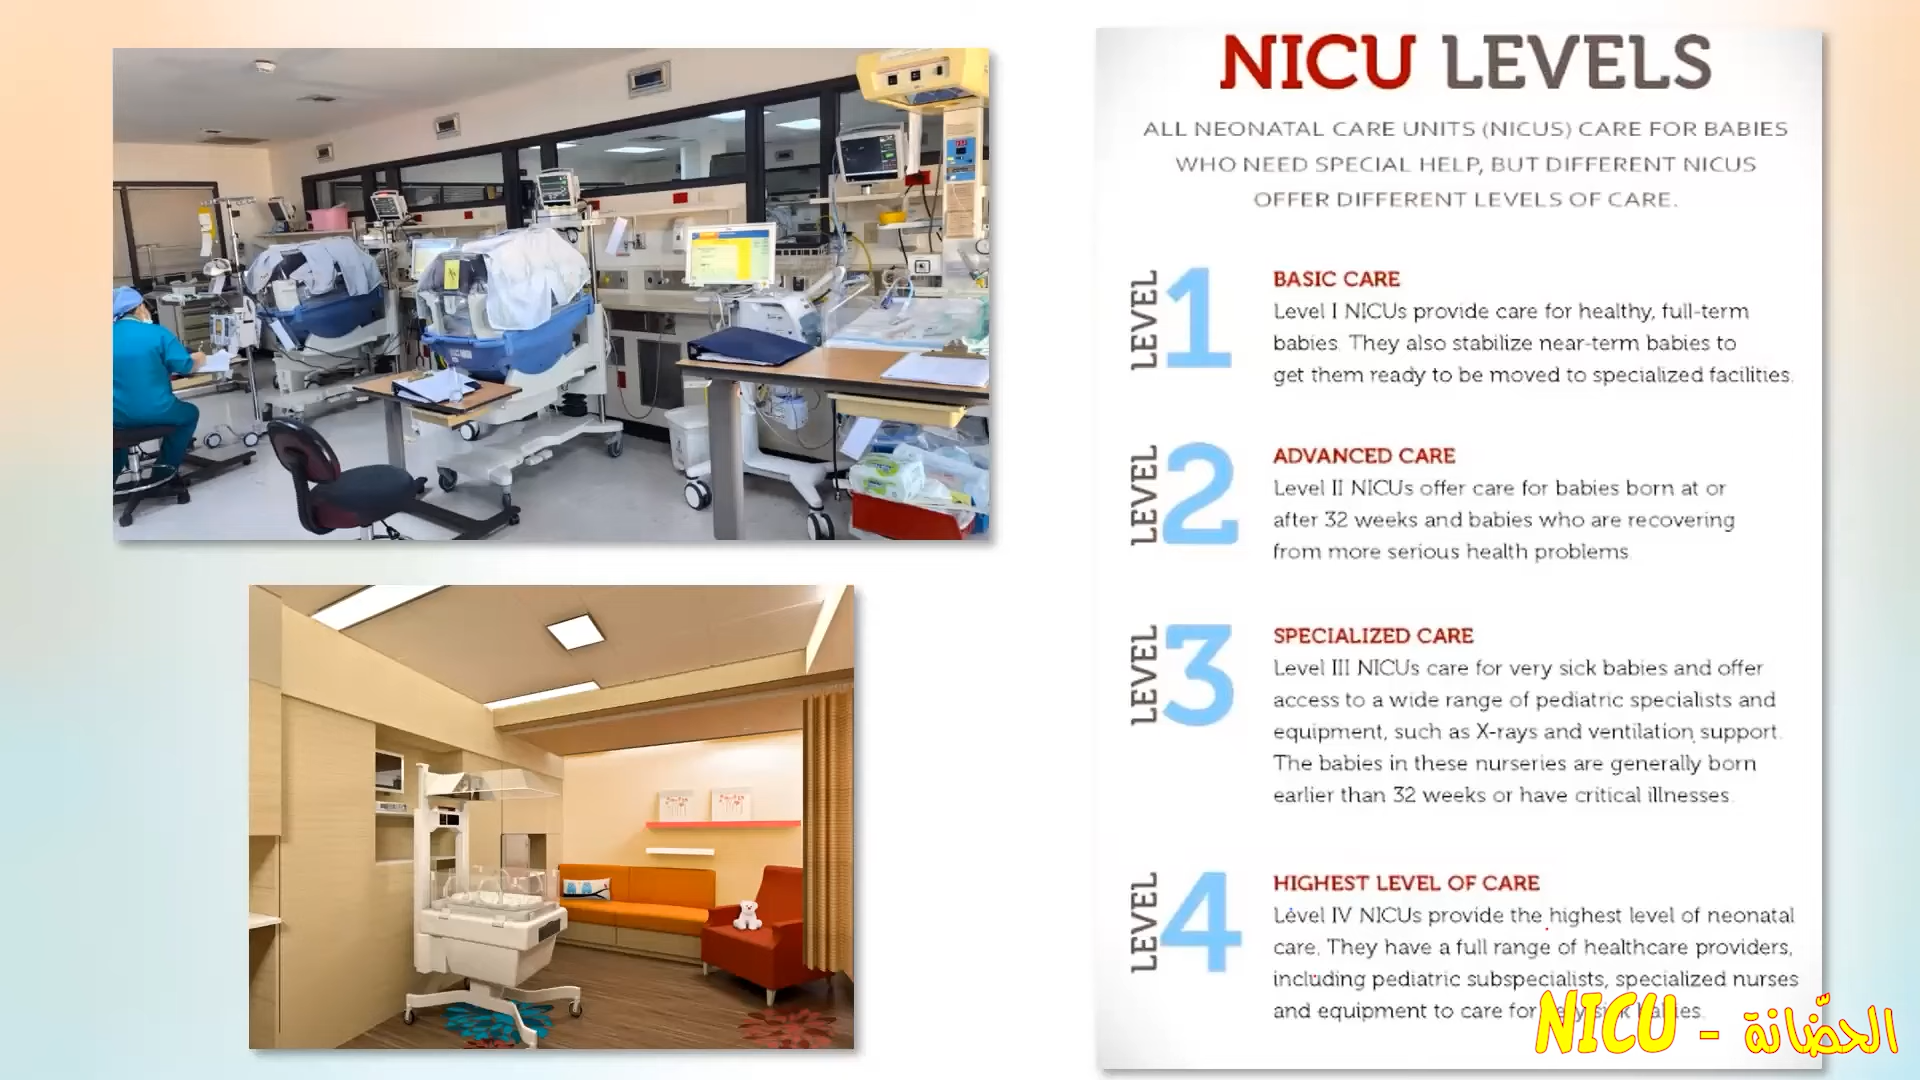 NICU LEVELS
ALL NEONATAL CARE UNITS (NICUS) CARE FOR BABIES
WHO NEED SPECIAL HELP, BUT DIFFERENT NICUS
OFFER DIFFERENT LEVELS OF CARE.
LEVEL 1
BASIC CARE
Level I NICUs provide care for healthy, full-term
babies. They also stabilize near-term babies to
get them ready to be moved to specialized facilities.
LEVEL 2
ADVANCED CARE
Level II NICUs offer care for babies born at or
after 32 weeks and babies who are recovering
from more serious health problems.
LEVEL 3
SPECIALIZED CARE
Level III NICUs care for very sick babies and offer
access to a wide range of pediatric specialists and
equipment, such as X-rays and ventilation support.
The babies in these nurseries are generally born
earlier than 32 weeks or have critical illnesses.
LEVEL 4
HIGHEST LEVEL OF CARE
Level IV NICUs provide the highest level of neonatal
care. They have a full range of healthcare providers,
including pediatric subspecialists, specialized nurses
and equipment to care for
NICU - الحضّانة